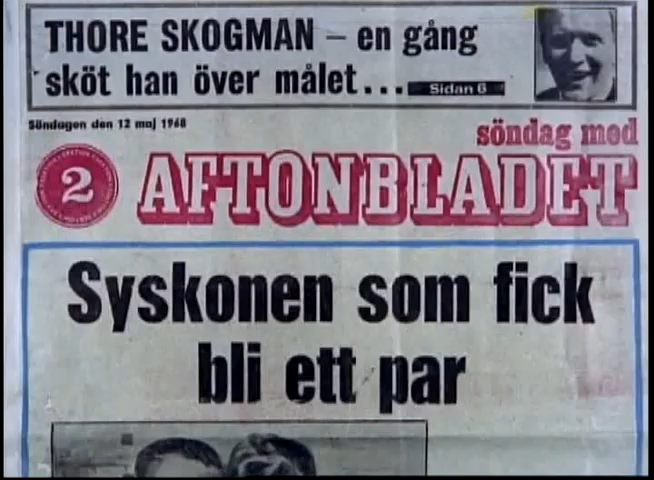 THORE SKOGMAN – en gång
sköt han över målet...
Sidan 6
Söndagen den 12 maj 1968
söndag med
2
AFTONBLADET
Syskonen som fick
bli ett par